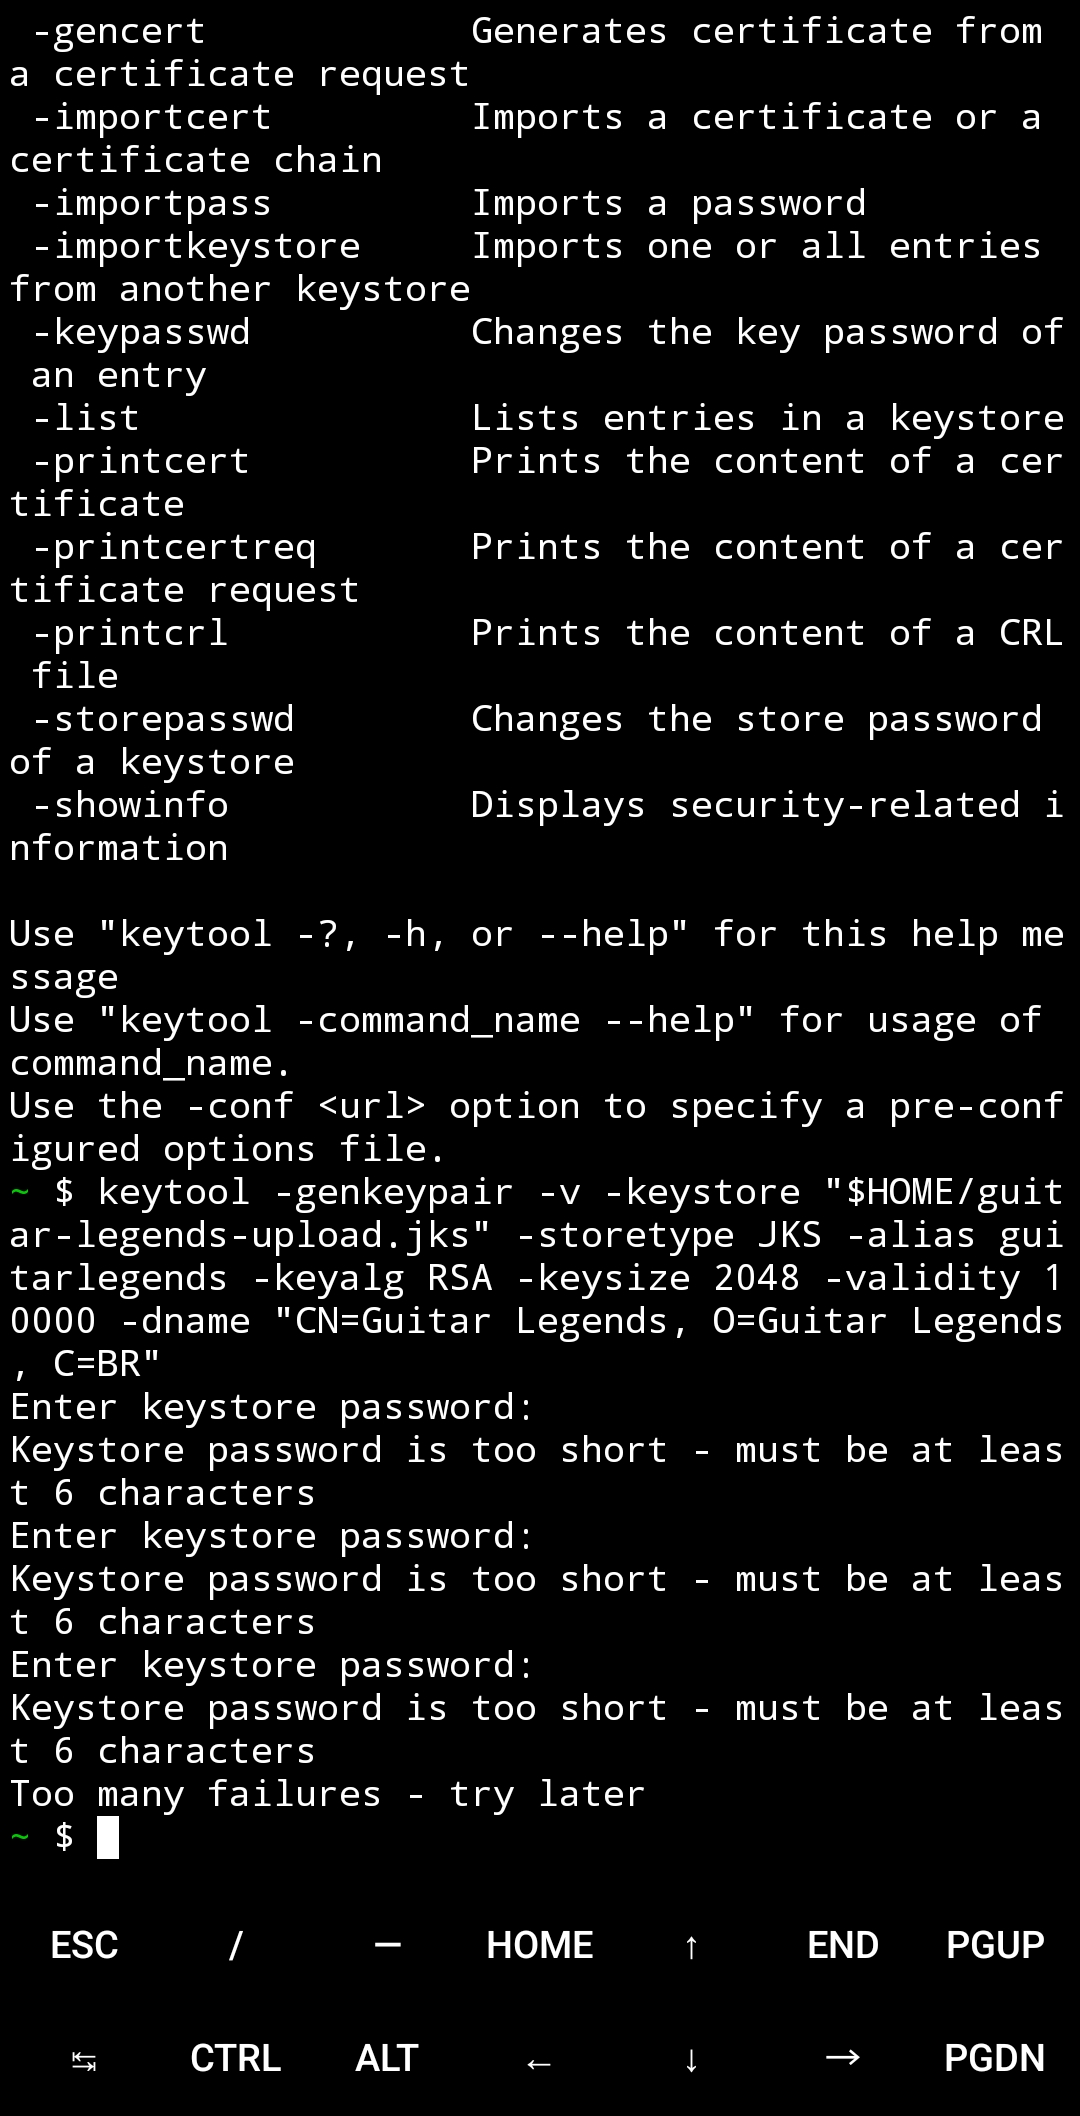 -gencert            Generates certificate from
a certificate request
 -importcert         Imports a certificate or a
certificate chain
 -importpass         Imports a password
 -importkeystore     Imports one or all entries
from another keystore
 -keypasswd          Changes the key password of
 an entry
 -list               Lists entries in a keystore
 -printcert          Prints the content of a cer
tificate
 -printcertreq       Prints the content of a cer
tificate request
 -printcrl           Prints the content of a CRL
 file
 -storepasswd        Changes the store password
of a keystore
 -showinfo           Displays security-related i
nformation

Use "keytool -?, -h, or --help" for this help me
ssage
Use "keytool -command_name --help" for usage of
command_name.
Use the -conf <url> option to specify a pre-conf
igured options file.
~ $ keytool -genkeypair -v -keystore "$HOME/guit
ar-legends-upload.jks" -storetype JKS -alias gui
tarlegends -keyalg RSA -keysize 2048 -validity 1
0000 -dname "CN=Guitar Legends, O=Guitar Legends
, C=BR"
Enter keystore password:
Keystore password is too short - must be at leas
t 6 characters
Enter keystore password:
Keystore password is too short - must be at leas
t 6 characters
Enter keystore password:
Keystore password is too short - must be at leas
t 6 characters
Too many failures - try later
~ $
ESC / — HOME ↑ END PGUP
↹ CTRL ALT ← ↓ → PGDN